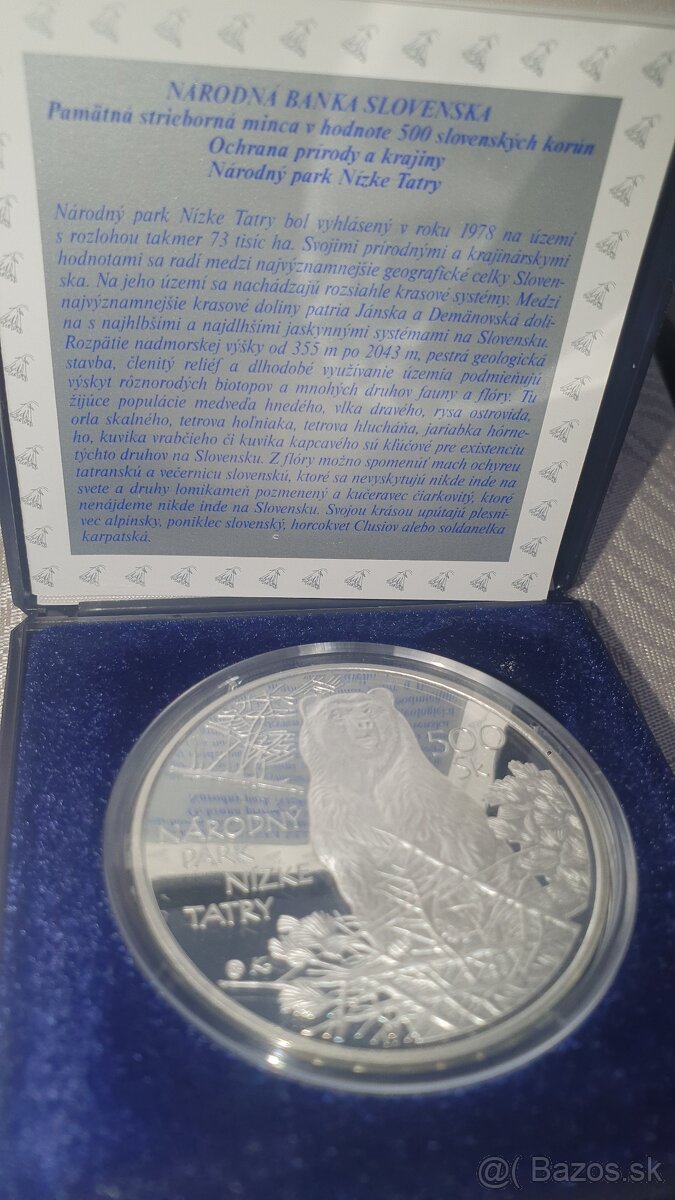 NÁRODNÁ BANKA SLOVENSKA
Pamätná strieborná minca v hodnote 500 slovenských korún
Ochrana prírody a krajiny
Národný park Nízke Tatry
Národný park Nízke Tatry bol vyhlásený v roku 1978 na území
s rozlohou takmer 73 tisíc ha. Svojimi prírodnými a krajinárskymi
hodnotami sa radí medzi najvýznamnejšie geografické celky Sloven-
ska. Na jeho území sa nachádzajú rozsiahle krasové systémy. Medzi
najvýznamnejšie krasové doliny patria Jánska a Demänovská doli-
na s najhlbšími a najdlhšími jaskynnými systémami na Slovensku.
Rozpätie nadmorskej výšky od 355 m po 2043 m, pestrá geologická
stavba, členitý reliéf a dlhodobé využívanie územia podmieňujú
výskyt rôznorodých biotopov a mnohých druhov fauny a flóry. Tu
žijúce populácie medveďa hnedého, vlka dravého, rysa ostrovida,
orla skalného, tetrova hoľniaka, tetrova hlucháňa, jariabka hôrne-
ho, kuvika vrabčieho či kuvika kapcavého sú kľúčové pre existenciu
týchto druhov na Slovensku. Z flóry možno spomenúť mach ochyreu
tatranskú a večernicu slovenskú, ktoré sa nevyskytujú nikde inde na
svete a druhy lomikameň pozmenený a kučeravec čiarkovitý, ktoré
nenájdeme nikde inde na Slovensku. Svojou krásou upútajú plesni-
vec alpínsky, poniklec slovenský, horcokvet Clusiov alebo soldanelka
karpatská.
500
Sk
NÁRODNÝ
PARK
NÍZKE
TATRY
@( Bazos.sk